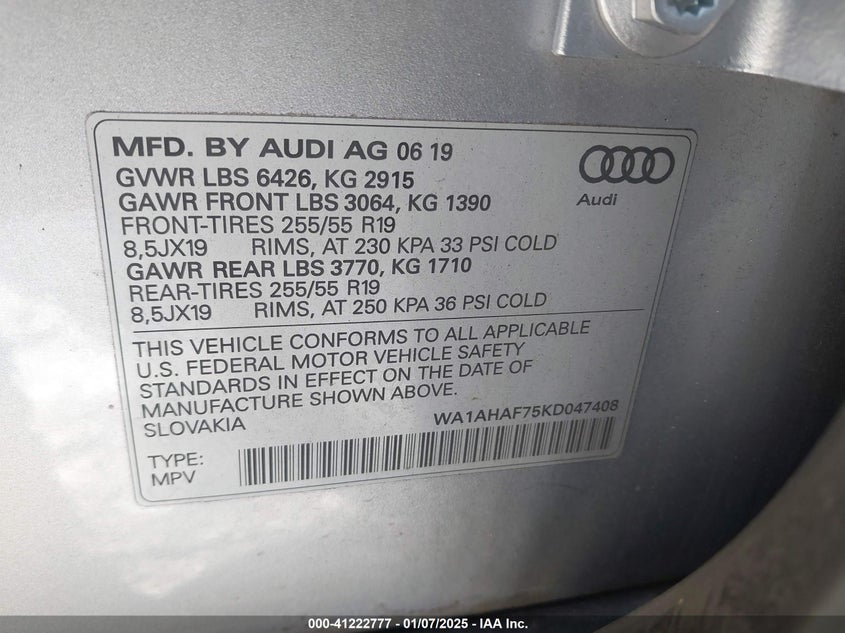 MFD. BY AUDI AG 06 19
GVWR LBS 6426, KG 2915
GAWR FRONT LBS 3064, KG 1390
FRONT-TIRES 255/55 R19
8,5JX19 RIMS, AT 230 KPA 33 PSI COLD
GAWR REAR LBS 3770, KG 1710
REAR-TIRES 255/55 R19
8,5JX19 RIMS, AT 250 KPA 36 PSI COLD
Audi
THIS VEHICLE CONFORMS TO ALL APPLICABLE
U.S. FEDERAL MOTOR VEHICLE SAFETY
STANDARDS IN EFFECT ON THE DATE OF
MANUFACTURE SHOWN ABOVE.
SLOVAKIA
WA1AHAF75KD047408
TYPE:
MPV
000-41222777 - 01/07/2025 - IAA Inc.